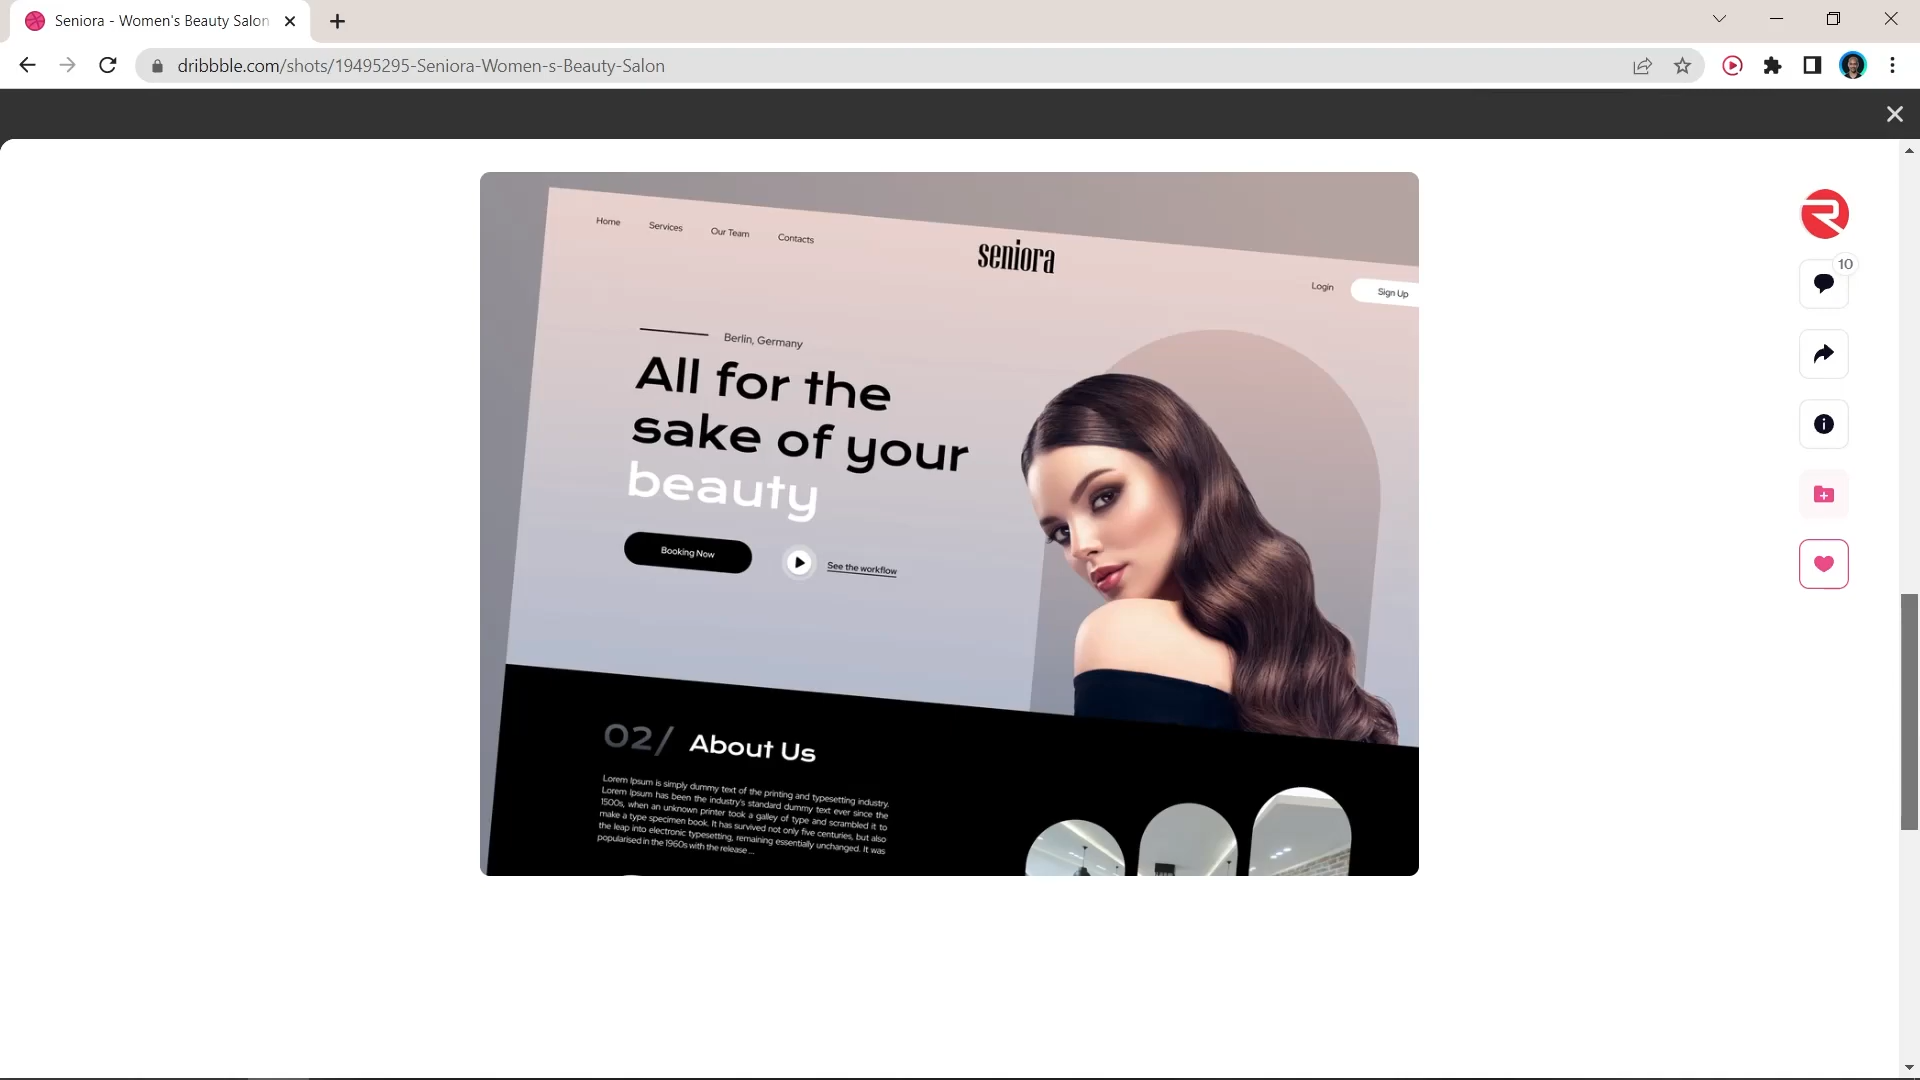 Seniora - Women's Beauty Salon
dribbble.com/shots/19495295-Seniora-Women-s-Beauty-Salon
Home Services Our Team Contacts
seniora
Login Sign Up
10
Berlin, Germany
All for the
sake of your
beauty
Booking Now
See the workflow
02/ About Us
Lorem Ipsum is simply dummy text of the printing and typesetting industry.
Lorem Ipsum has been the industry's standard dummy text ever since the
1500s, when an unknown printer took a galley of type and scrambled it to
make a type specimen book. It has survived not only five centuries, but also
the leap into electronic typesetting, remaining essentially unchanged. It was
popularised in the 1960s with the release ...